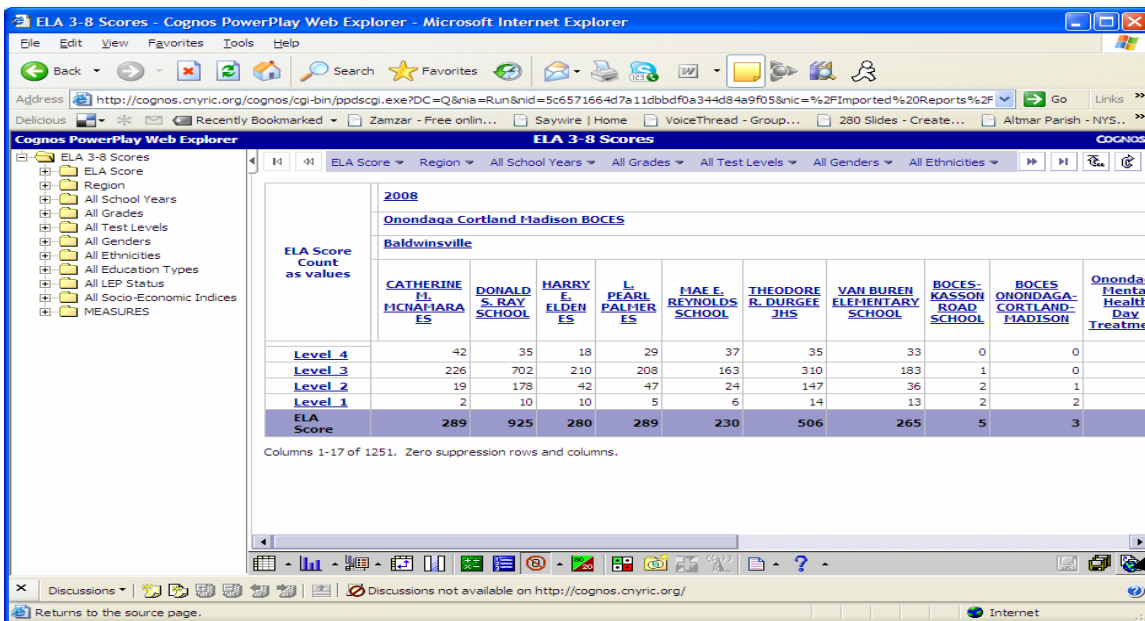 ELA 3-8 Scores - Cognos PowerPlay Web Explorer - Microsoft Internet Explorer
File Edit View Favorites Tools Help
Back Search Favorites
Address http://cognos.cnyric.org/cognos/cgi-bin/ppdscgi.exe?DC=Q&nia=Run&nid=5c6571664d7a11dbbdf0a344d84a9f05&nic=%2FImported%20Reports%2F Go Links »
Delicious Recently Bookmarked Zamzar - Free onlin... Saywire | Home VoiceThread - Group... 280 Slides - Create... Altmar Parish - NYS.. »
Cognos PowerPlay Web Explorer ELA 3-8 Scores COGNOS
ELA 3-8 Scores
ELA Score
Region
All School Years
All Grades
All Test Levels
All Genders
All Ethnicities
All Education Types
All LEP Status
All Socio-Economic Indices
MEASURES
ELA Score Region All School Years All Grades All Test Levels All Genders All Ethnicities
2008
Onondaga Cortland Madison BOCES
Baldwinsville
ELA Score
Count
as values
CATHERINE
M.
MCNAMARA
ES
DONALD
S. RAY
SCHOOL
HARRY
E.
ELDEN
ES
L.
PEARL
PALMER
ES
MAE E.
REYNOLDS
SCHOOL
THEODORE
R. DURGEE
JHS
VAN BUREN
ELEMENTARY
SCHOOL
BOCES-
KASSON
ROAD
SCHOOL
BOCES
ONONDAGA-
CORTLAND-
MADISON
Ononda
Menta
Health
Day
Treatme
Level 4 42 35 18 29 37 35 33 0 0
Level 3 226 702 210 208 163 310 183 1 0
Level 2 19 178 42 47 24 147 36 2 1
Level 1 2 10 10 5 6 14 13 2 2
ELA
Score 289 925 280 289 230 506 265 5 3
Columns 1-17 of 1251. Zero suppression rows and columns.
Discussions Discussions not available on http://cognos.cnyric.org/
Returns to the source page. Internet